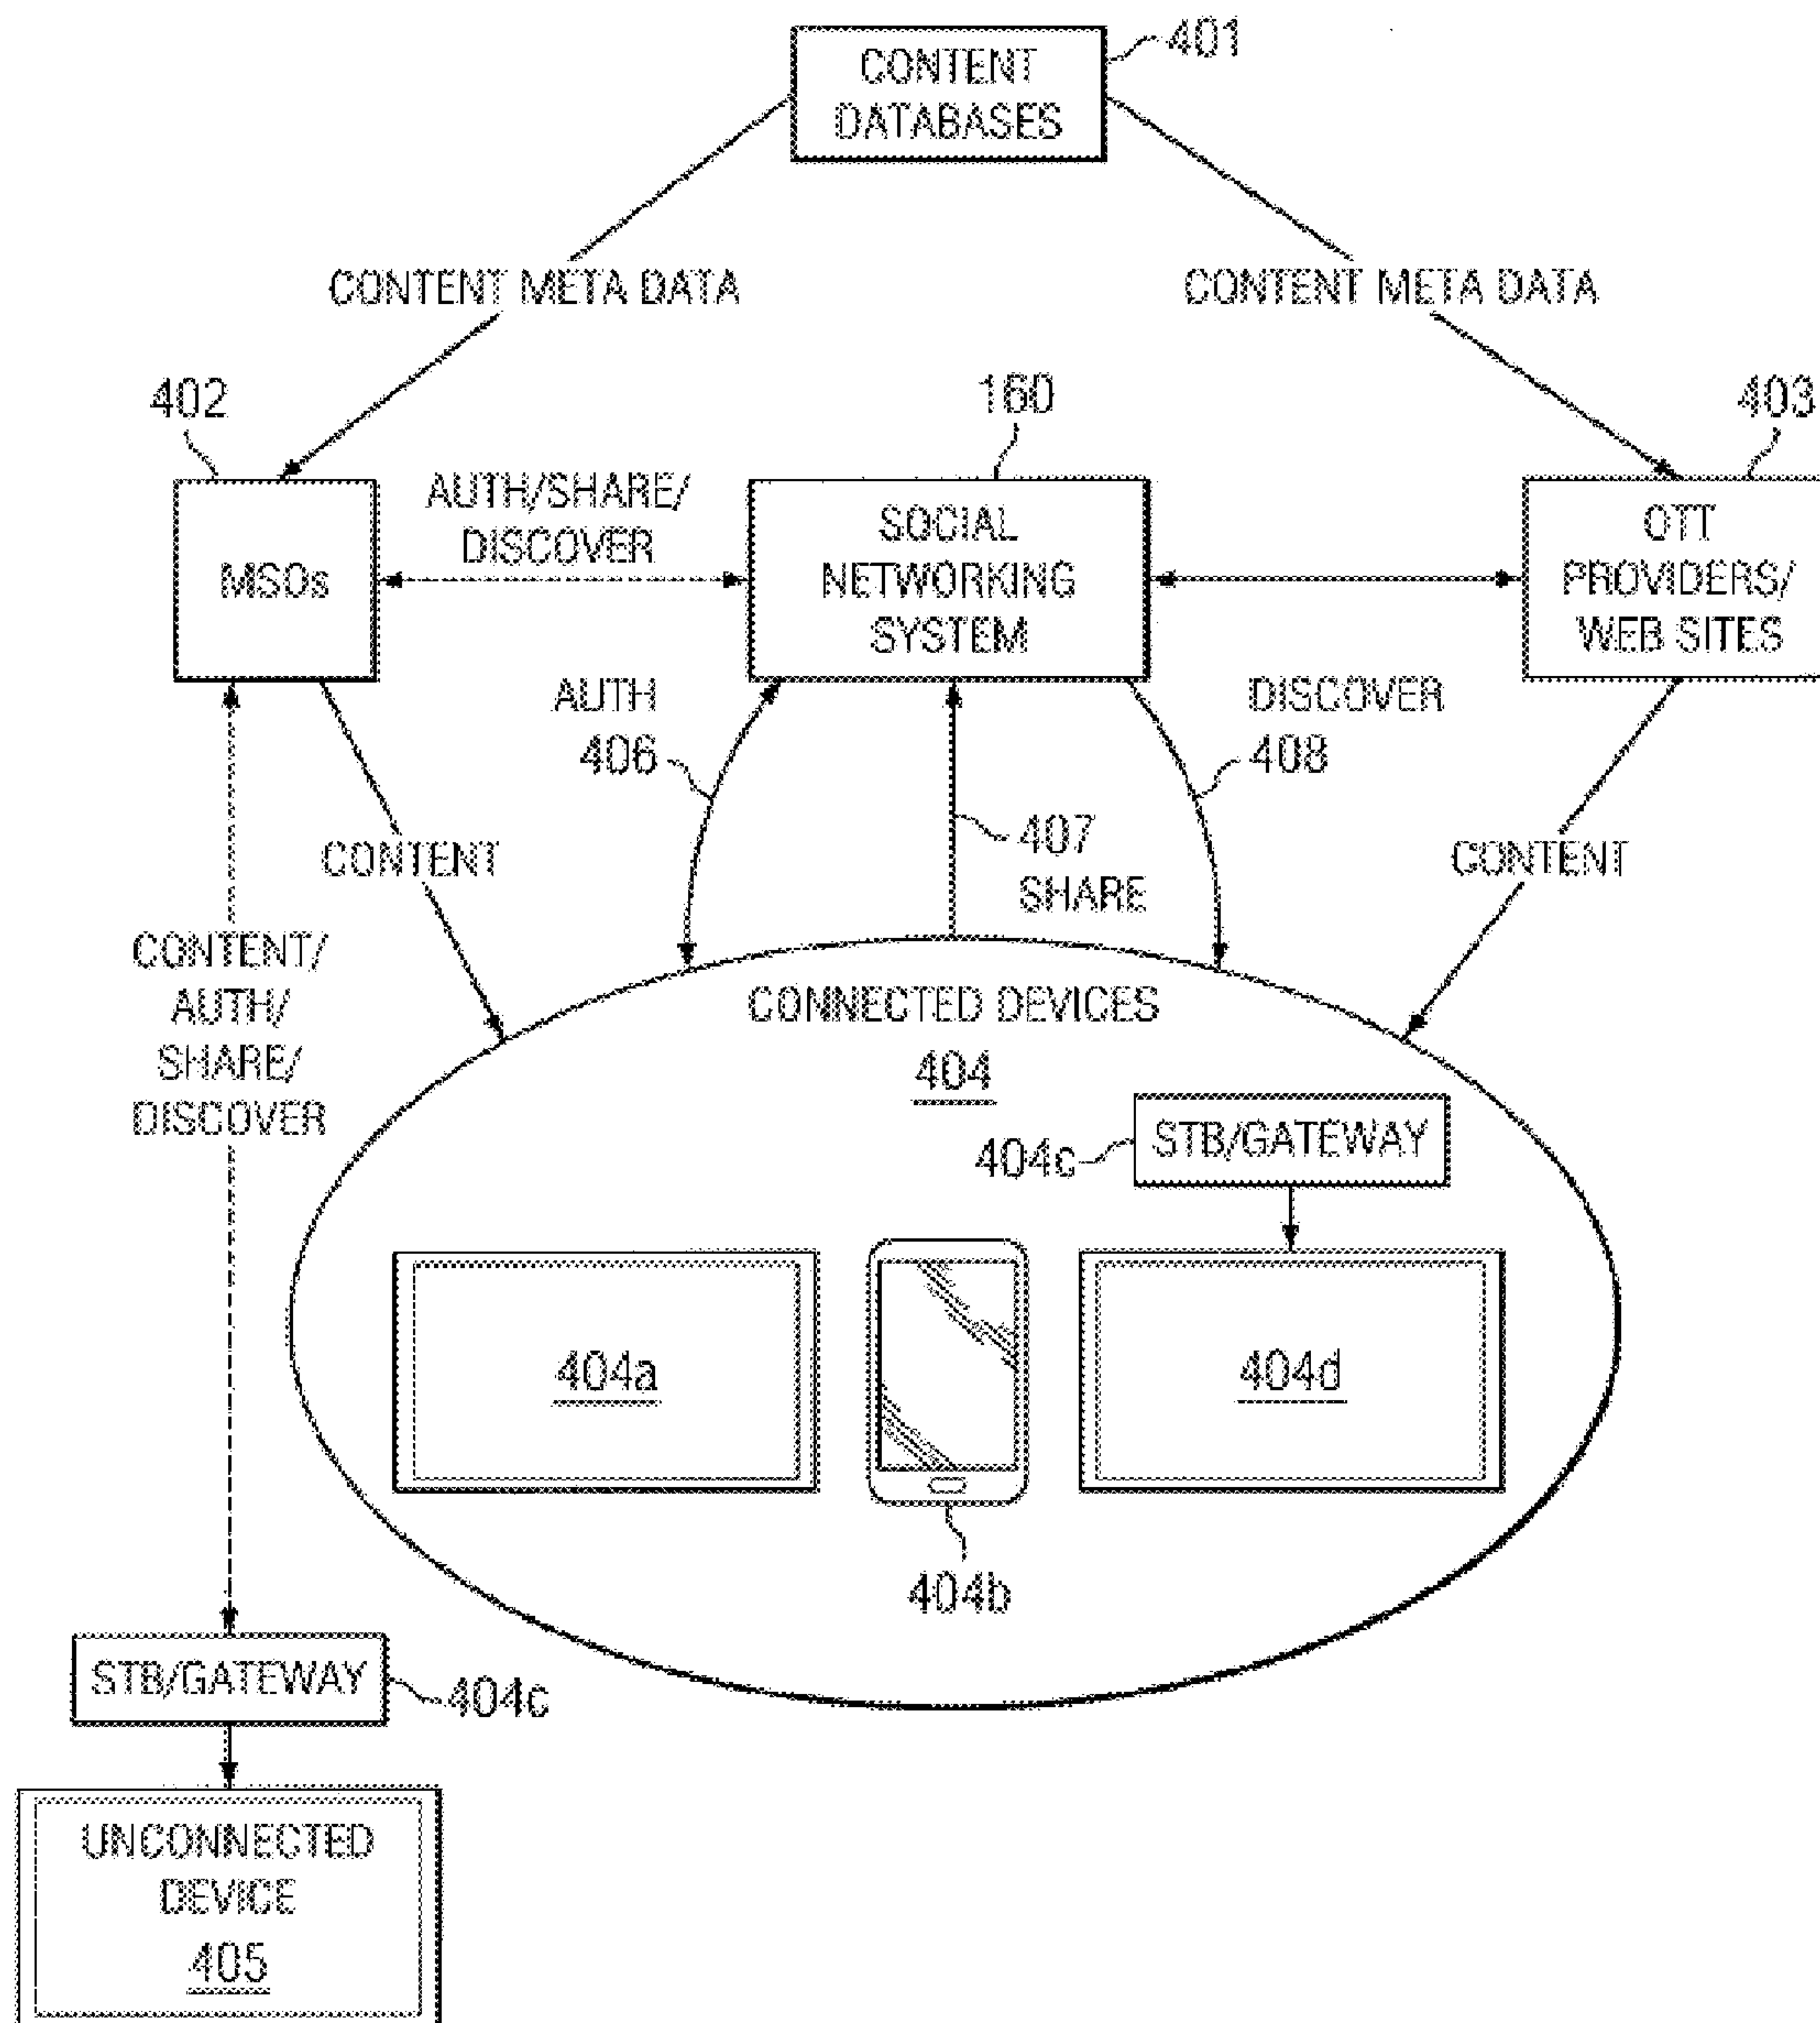 401
CONTENT
DATABASES
CONTENT META DATA
CONTENT META DATA
402
160
403
MSOs
AUTH/SHARE/
DISCOVER
SOCIAL
NETWORKING
SYSTEM
OTT
PROVIDERS/
WEB SITES
AUTH
406
DISCOVER
408
407
SHARE
CONTENT
CONTENT
CONTENT/
AUTH/
SHARE/
DISCOVER
CONNECTED DEVICES
404
404c
STB/GATEWAY
404a
404d
404b
STB/GATEWAY
404c
UNCONNECTED
DEVICE
405